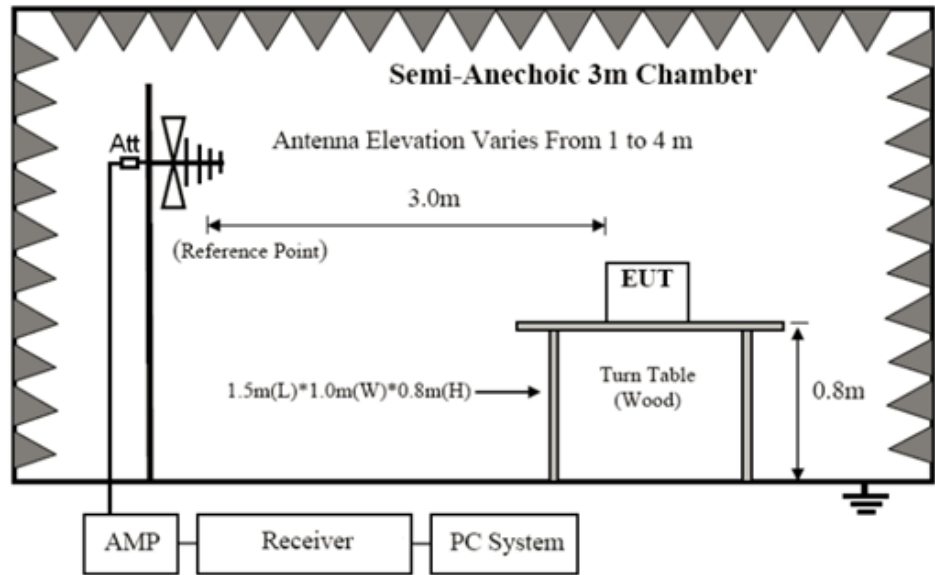 Semi-Anechoic 3m Chamber
Att
Antenna Elevation Varies From 1 to 4 m
3.0m
(Reference Point)
EUT
1.5m(L)*1.0m(W)*0.8m(H)
Turn Table
(Wood)
0.8m
AMP
Receiver
PC System